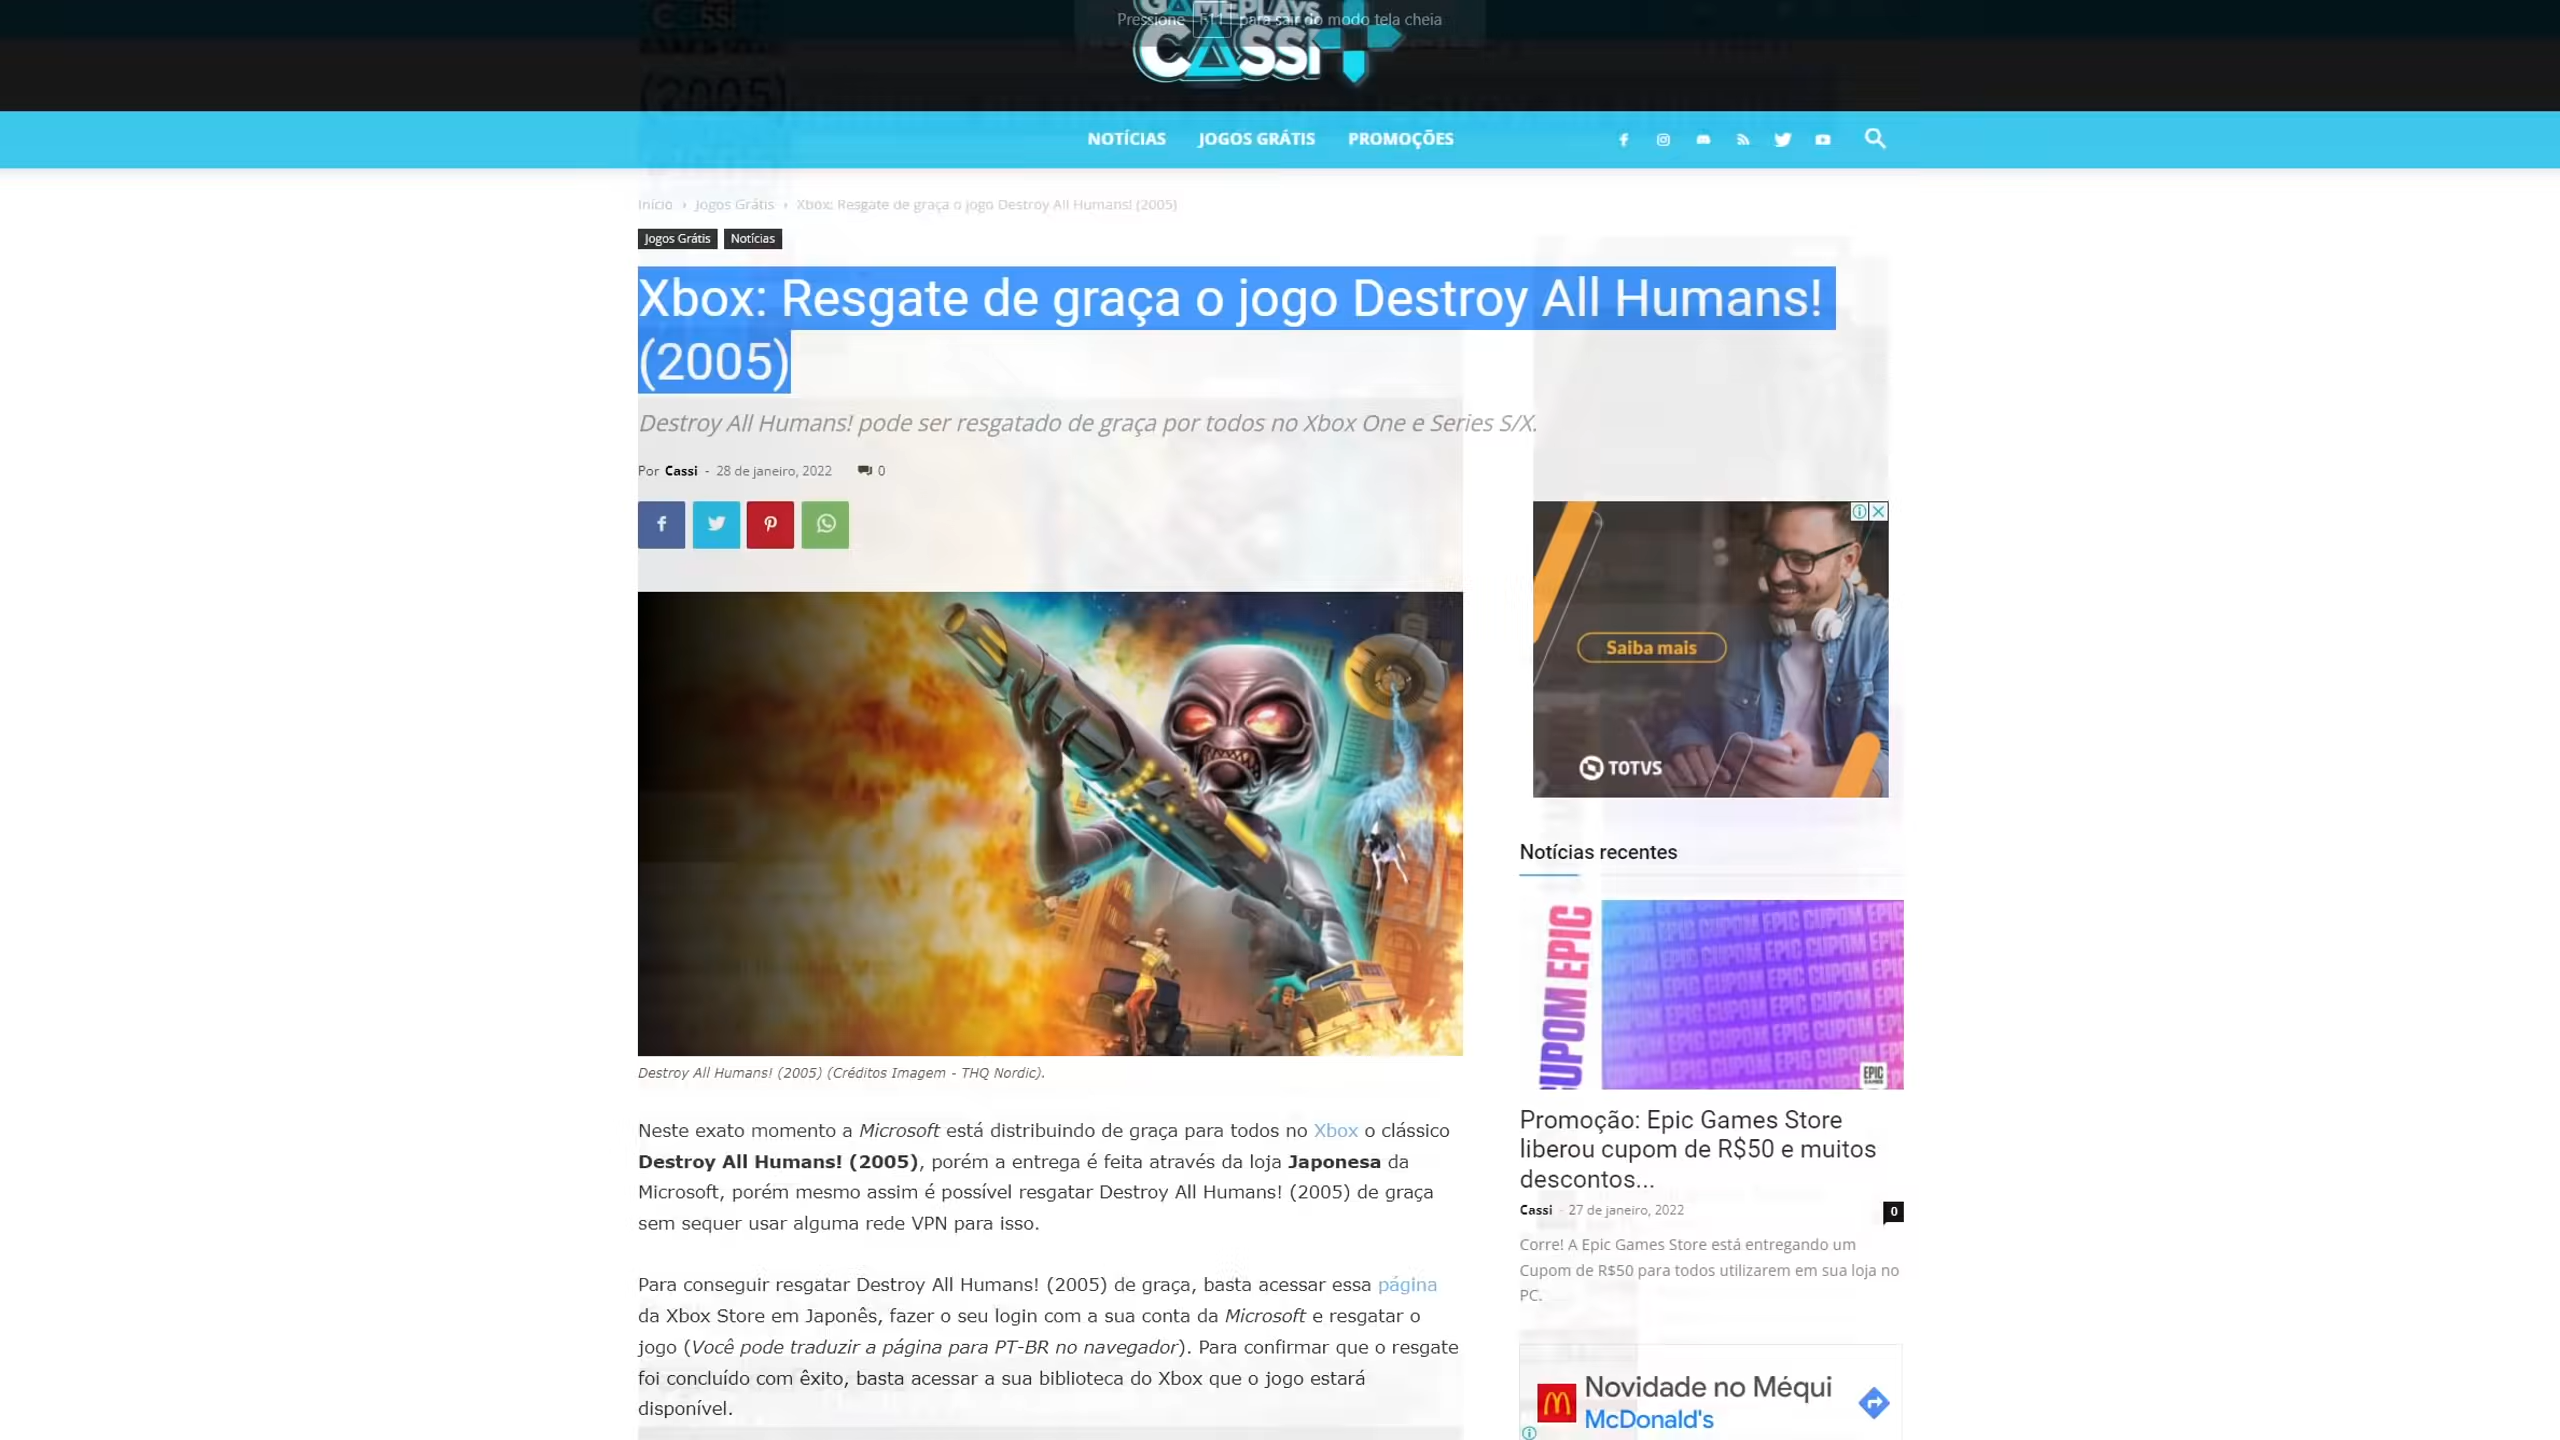 Pressione F11 para sair do modo tela cheia
GAMEPLAYS
CASSI
NOTÍCIAS JOGOS GRÁTIS PROMOÇÕES
Início › Jogos Grátis › Xbox: Resgate de graça o jogo Destroy All Humans! (2005)
Jogos Grátis Notícias
Xbox: Resgate de graça o jogo Destroy All Humans!
(2005)
Destroy All Humans! pode ser resgatado de graça por todos no Xbox One e Series S/X.
Por Cassi - 28 de janeiro, 2022 0
Saiba mais
TOTVS
Destroy All Humans! (2005) (Créditos Imagem - THQ Nordic).
Neste exato momento a Microsoft está distribuindo de graça para todos no Xbox o clássico
Destroy All Humans! (2005), porém a entrega é feita através da loja Japonesa da
Microsoft, porém mesmo assim é possível resgatar Destroy All Humans! (2005) de graça
sem sequer usar alguma rede VPN para isso.
Para conseguir resgatar Destroy All Humans! (2005) de graça, basta acessar essa página
da Xbox Store em Japonês, fazer o seu login com a sua conta da Microsoft e resgatar o
jogo (Você pode traduzir a página para PT-BR no navegador). Para confirmar que o resgate
foi concluído com êxito, basta acessar a sua biblioteca do Xbox que o jogo estará
disponível.
Notícias recentes
CUPOM EPIC
EPIC CUPOM EPIC CUPOM EPIC
EPIC GAMES
Promoção: Epic Games Store
liberou cupom de R$50 e muitos
descontos...
Cassi - 27 de janeiro, 2022 0
Corre! A Epic Games Store está entregando um
Cupom de R$50 para todos utilizarem em sua loja no
PC.
Novidade no Méqui
McDonald's